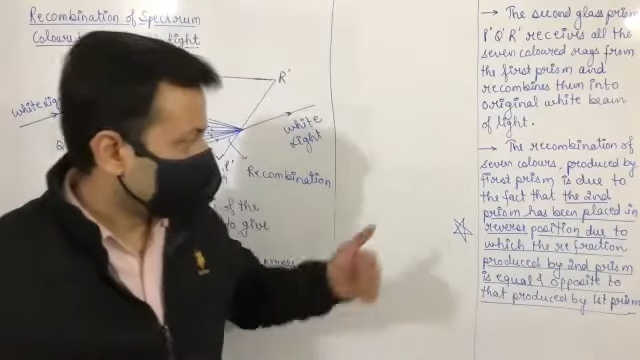 Recombination of Spectrum
Colours
light
R'
White
white
light
Q
P'
Recombination
of the
to give
→ The second glass prism
P'Q'R' receives all the
seven coloured rays from
the first prism and
recombines them into
original white beam
of light.
→ The recombination of
seven colours, produced by
first prism is due to
the fact that the 2nd
prism has been placed in
reverse position due to
which the refraction
produced by 2nd prism
is equal & opposite to
that produced by 1st prism